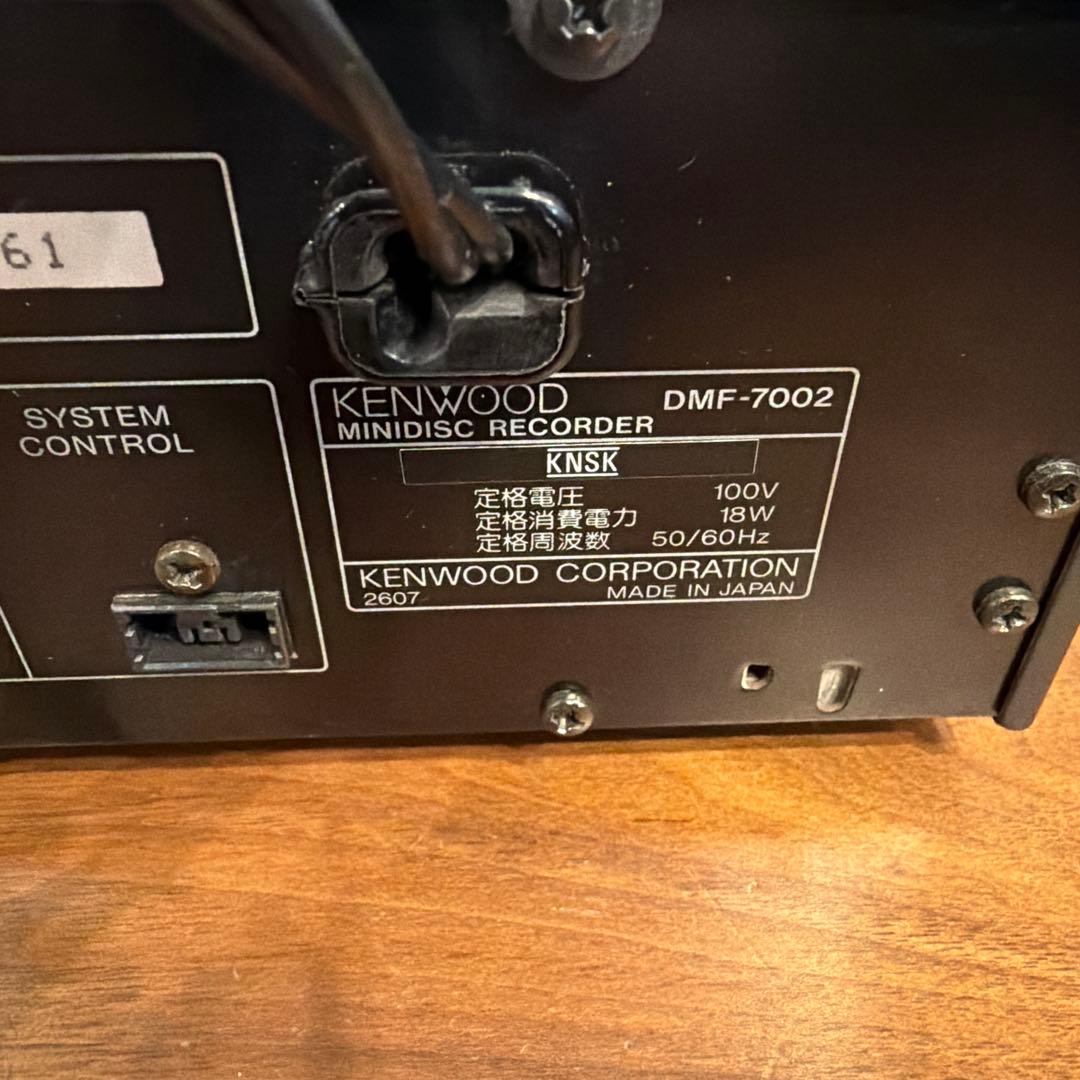 61
SYSTEM
CONTROL
KENWOOD DMF-7002
MINIDISC RECORDER
KNSK
定格電圧 100V
定格消費電力 18W
定格周波数 50/60Hz
KENWOOD CORPORATION
2607 MADE IN JAPAN